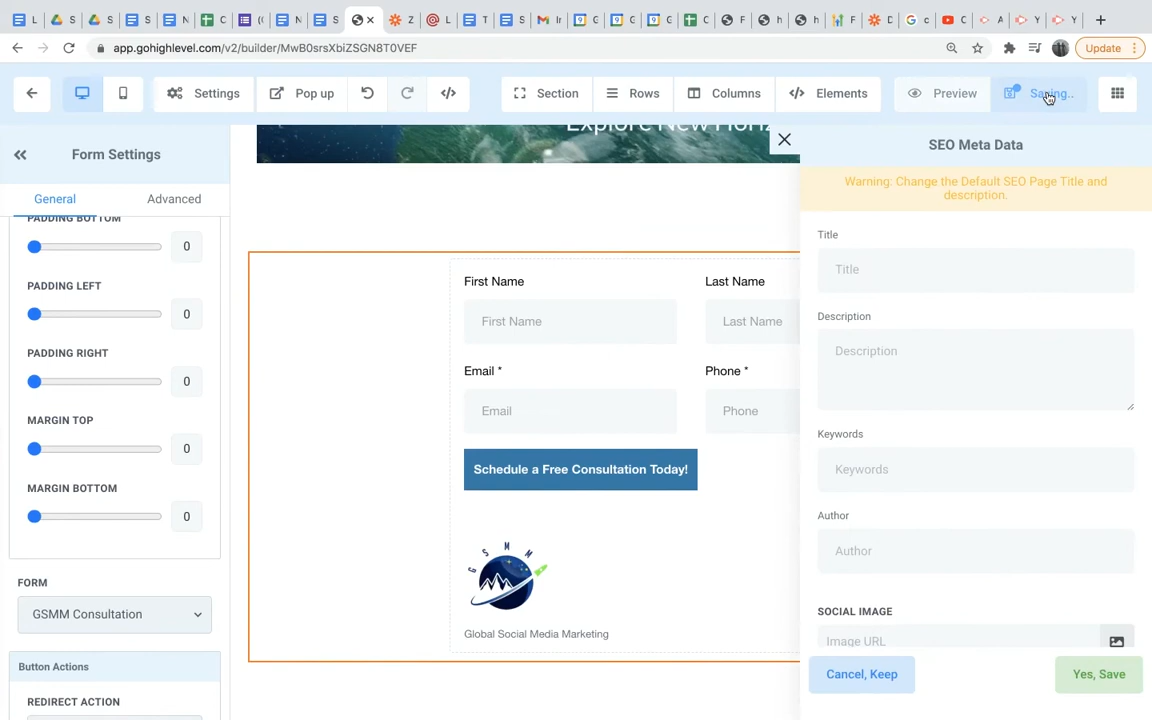 L
S
S
S
N
C
(
N
S
Z
L
T
S
In
G
G
G
C
F
h
h
F
D
c
C
A
Y
Y
app.gohighlevel.com/v2/builder/MwB0srsXbiZSGN8T0VEF
Update
Settings
Pop up
Section
Rows
Columns
Elements
Preview
Saving..
Form Settings
General
Advanced
PADDING BOTTOM
0
PADDING LEFT
0
PADDING RIGHT
0
MARGIN TOP
0
MARGIN BOTTOM
0
FORM
GSMM Consultation
Button Actions
REDIRECT ACTION
First Name
Last Name
First Name
Last Name
Email *
Phone *
Email
Phone
Schedule a Free Consultation Today!
G S M M
Global Social Media Marketing
SEO Meta Data
Warning: Change the Default SEO Page Title and
description.
Title
Title
Description
Description
Keywords
Keywords
Author
Author
SOCIAL IMAGE
Image URL
Cancel, Keep
Yes, Save